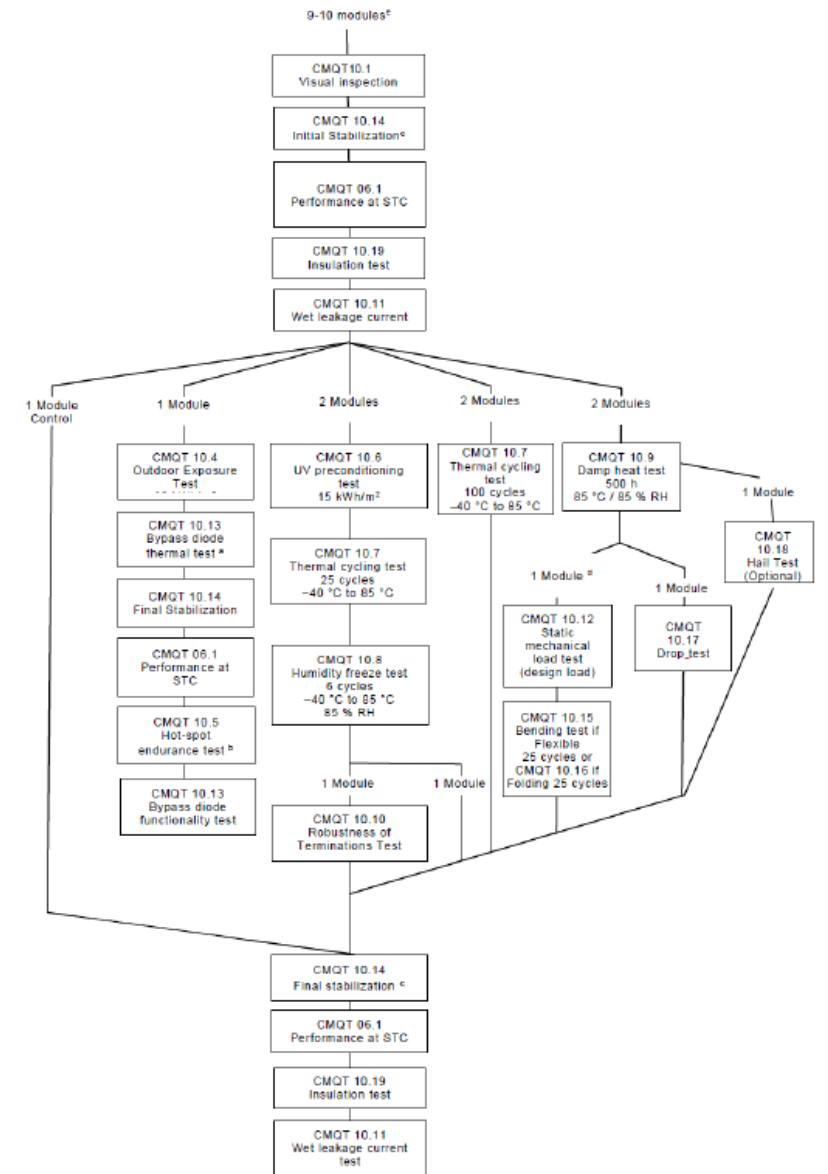 9-10 modules e
CMQT10.1
Visual inspection
CMQT 10.14
Initial Stabilization c
CMQT 06.1
Performance at STC
CMQT 10.19
Insulation test
CMQT 10.11
Wet leakage current
1 Module
Control
1 Module
2 Modules
2 Modules
2 Modules
CMQT 10.4
Outdoor Exposure
Test
CMQT 10.13
Bypass diode
thermal test a
CMQT 10.14
Final Stabilization
CMQT 06.1
Performance at
STC
CMQT 10.5
Hot-spot
endurance test b
CMQT 10.13
Bypass diode
functionality test
CMQT 10.6
UV preconditioning
test
15 kWh/m²
CMQT 10.7
Thermal cycling test
25 cycles
−40 °C to 85 °C
CMQT 10.8
Humidity freeze test
6 cycles
−40 °C to 85 °C
85 % RH
1 Module
1 Module
CMQT 10.10
Robustness of
Terminations Test
CMQT 10.7
Thermal cycling
test
100 cycles
−40 °C to 85 °C
CMQT 10.9
Damp heat test
500 h
85 °C / 85 % RH
1 Module
CMQT
10.18
Hail Test
(Optional)
1 Module d
1 Module
CMQT 10.12
Static
mechanical
load test
(design load)
CMQT
10.17
Drop_test
CMQT 10.15
Bending test if
Flexible
25 cycles or
CMQT 10.16 if
Folding 25 cycles
CMQT 10.14
Final stabilization c
CMQT 06.1
Performance at STC
CMQT 10.19
Insulation test
CMQT 10.11
Wet leakage current
test